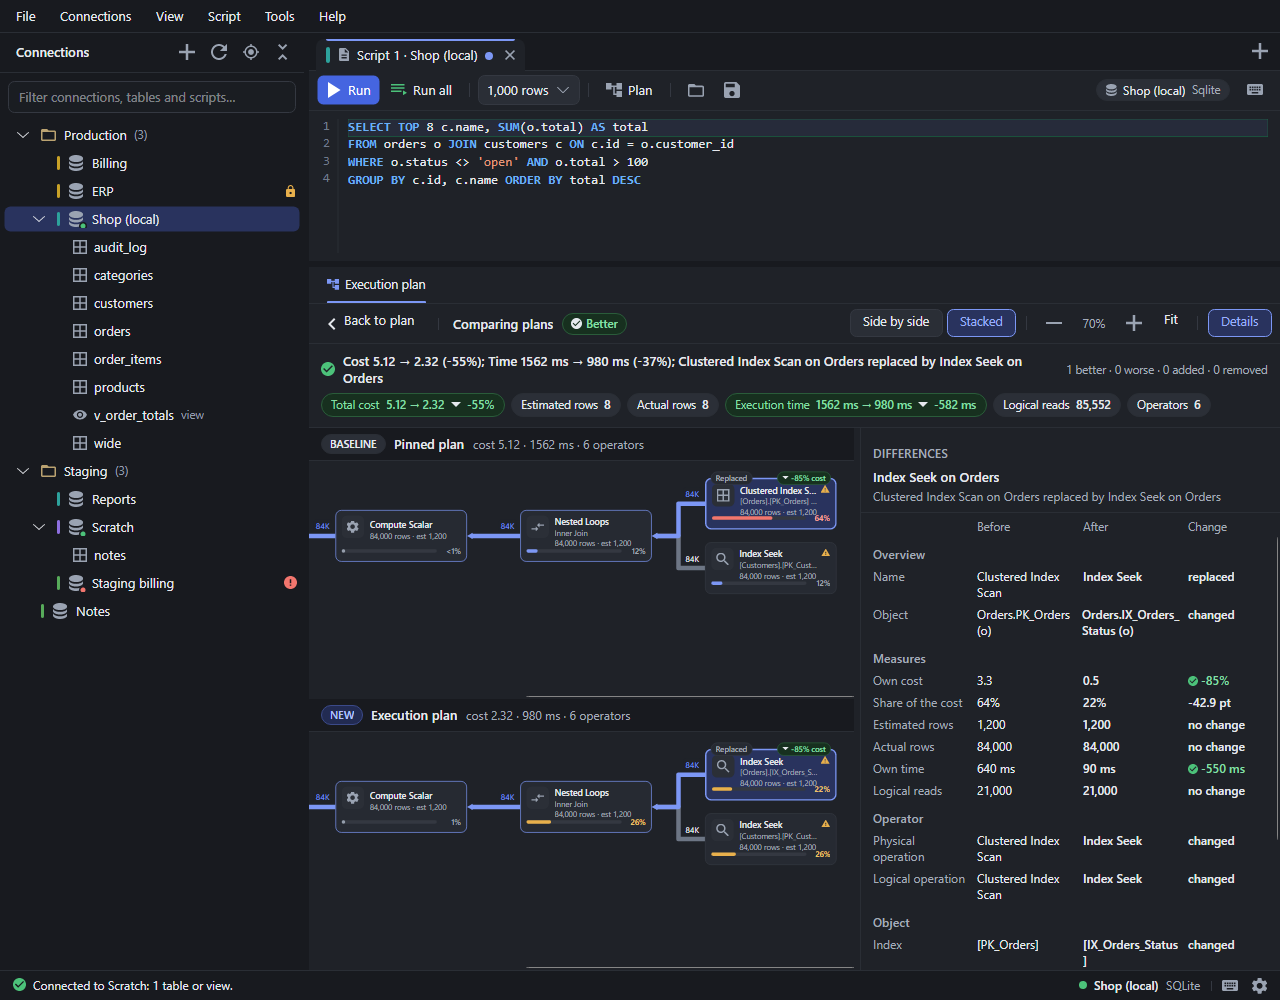 File Connections View Script Tools Help
Connections
Filter connections, tables and scripts...
Production (3)
Billing
ERP
Shop (local)
audit_log
categories
customers
orders
order_items
products
v_order_totals view
wide
Staging (3)
Reports
Scratch
notes
Staging billing
Notes
Script 1 · Shop (local)
Run Run all 1,000 rows Plan Shop (local) Sqlite
1 SELECT TOP 8 c.name, SUM(o.total) AS total
2 FROM orders o JOIN customers c ON c.id = o.customer_id
3 WHERE o.status <> 'open' AND o.total > 100
4 GROUP BY c.id, c.name ORDER BY total DESC
Execution plan
Back to plan Comparing plans Better Side by side Stacked 70% Fit Details
Cost 5.12 → 2.32 (-55%); Time 1562 ms → 980 ms (-37%); Clustered Index Scan on Orders replaced by Index Seek on
Orders
1 better · 0 worse · 0 added · 0 removed
Total cost 5.12 → 2.32 -55% Estimated rows 8 Actual rows 8 Execution time 1562 ms → 980 ms -582 ms Logical reads 85,552 Operators 6
BASELINE Pinned plan cost 5.12 · 1562 ms · 6 operators
84K
Compute Scalar
84,000 rows · est 1,200
<1%
84K
Nested Loops
Inner Join
84,000 rows · est 1,200
12%
84K
Replaced -85% cost
Clustered Index S...
[Orders].[PK_Orders] ...
84,000 rows · est 1,200
64%
84K
Index Seek
[Customers].[PK_Cust...
84,000 rows · est 1,200
12%
NEW Execution plan cost 2.32 · 980 ms · 6 operators
84K
Compute Scalar
84,000 rows · est 1,200
1%
84K
Nested Loops
Inner Join
84,000 rows · est 1,200
26%
84K
Replaced -85% cost
Index Seek
[Orders].[IX_Orders_S...
84,000 rows · est 1,200
22%
84K
Index Seek
[Customers].[PK_Cust...
84,000 rows · est 1,200
26%
DIFFERENCES
Index Seek on Orders
Clustered Index Scan on Orders replaced by Index Seek on Orders
Before After Change
Overview
Name Clustered Index Index Seek replaced
Scan
Object Orders.PK_Orders Orders.IX_Orders_ changed
(o) Status (o)
Measures
Own cost 3.3 0.5 -85%
Share of the cost 64% 22% -42.9 pt
Estimated rows 1,200 1,200 no change
Actual rows 84,000 84,000 no change
Own time 640 ms 90 ms -550 ms
Logical reads 21,000 21,000 no change
Operator
Physical Clustered Index Index Seek changed
operation Scan
Logical operation Clustered Index Index Seek changed
Scan
Object
Index [PK_Orders] [IX_Orders_Status changed
]
Connected to Scratch: 1 table or view.
Shop (local) SQLite